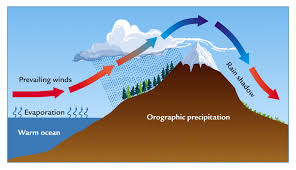 Prevailing winds
Evaporation
Warm ocean
Orographic precipitation
Rain shadow